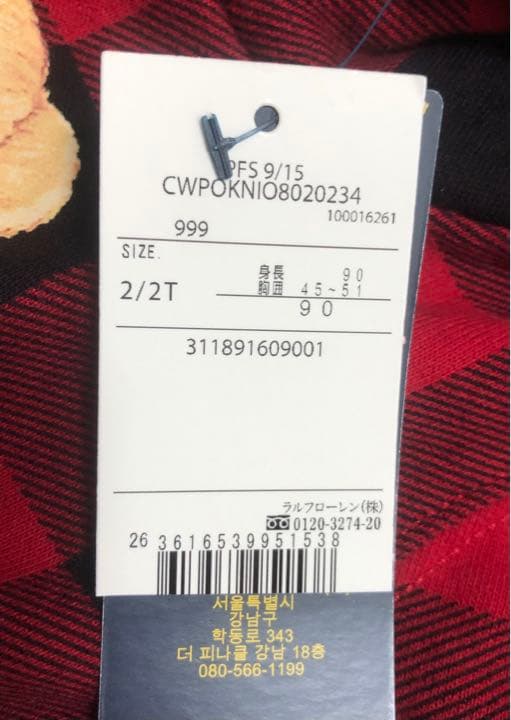 PFS 9/15
CWPOKNIO8020234
100016261
999
SIZE.
2/2T
身長 90
胸囲 45~51
90
311891609001
ラルフローレン(株)
0120-3274-20
26 3616539951538
서울특별시
강남구
학동로 343
더 피나클 강남 18층
080-566-1199